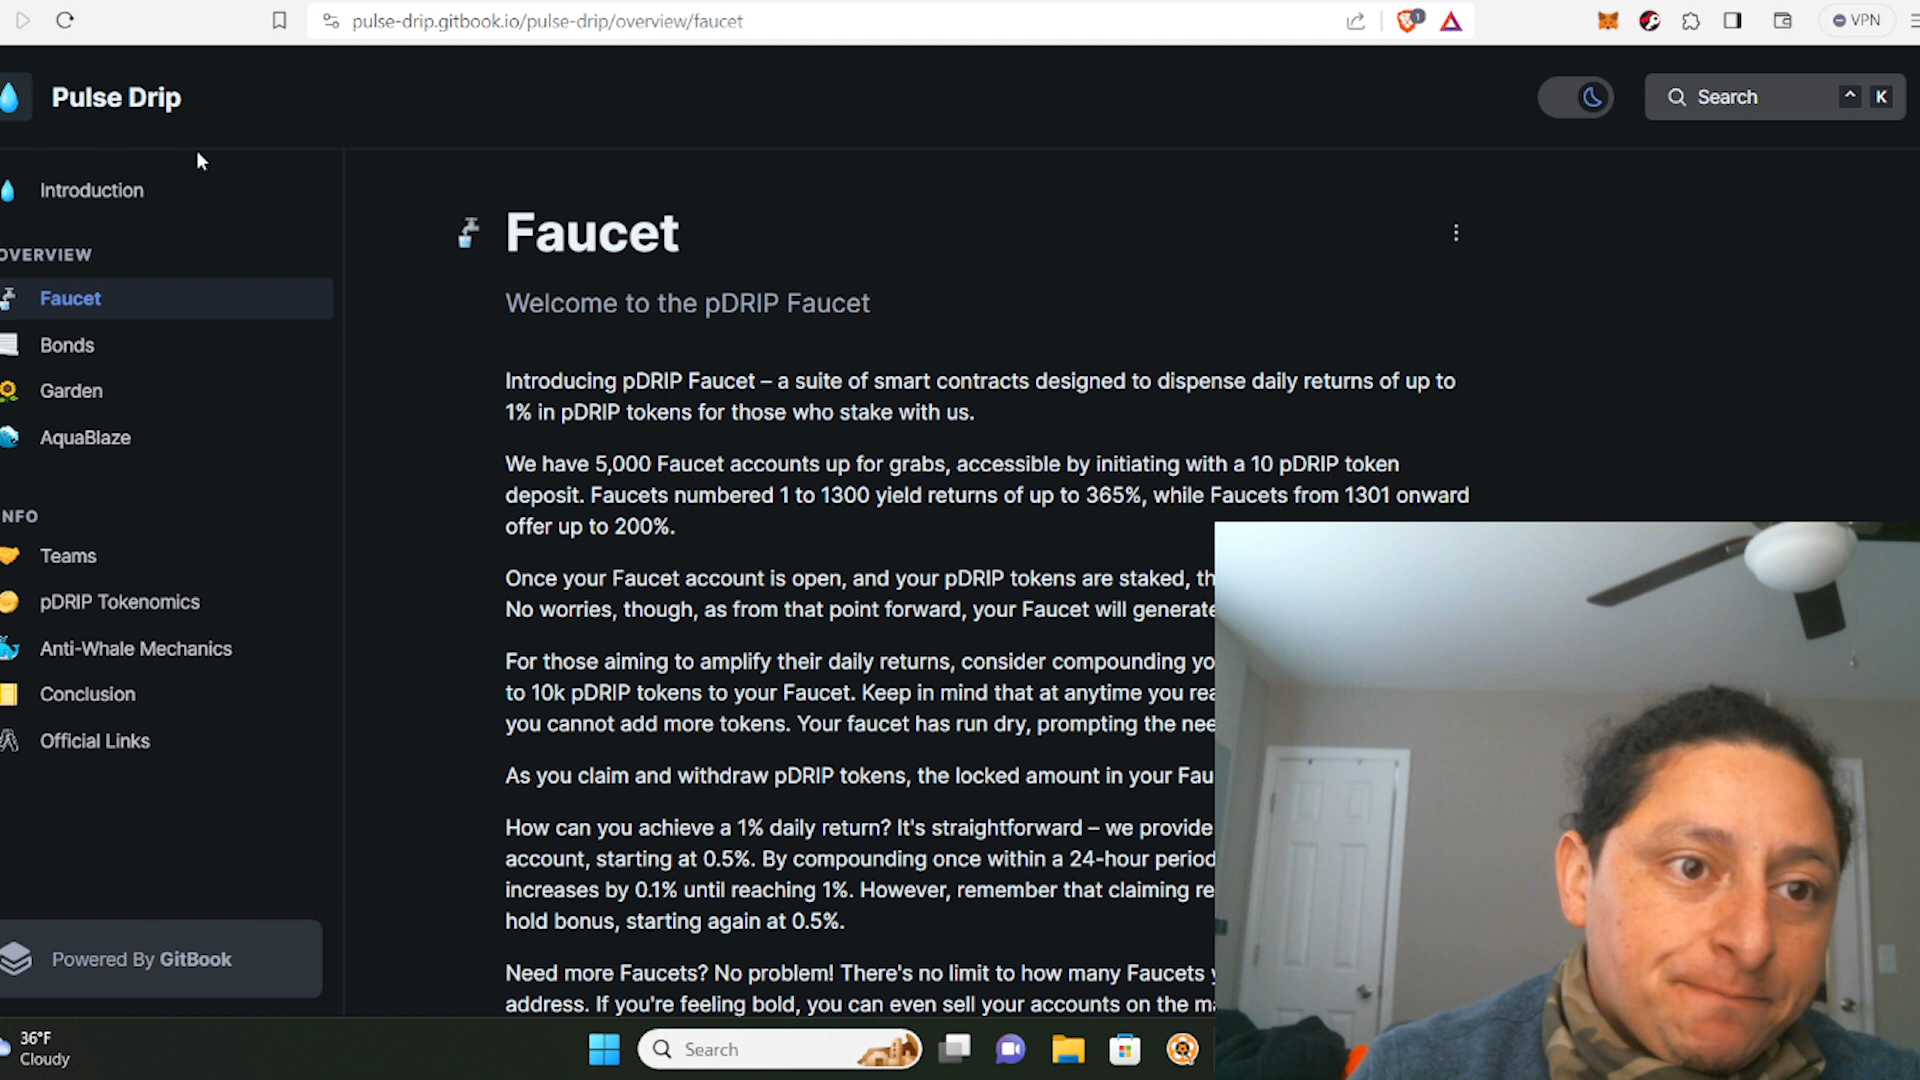 pulse-drip.gitbook.io/pulse-drip/overview/faucet
1
VPN
Pulse Drip
Search
^ K
Introduction
OVERVIEW
Faucet
Bonds
Garden
AquaBlaze
NFO
Teams
pDRIP Tokenomics
Anti-Whale Mechanics
Conclusion
Official Links
Powered By GitBook
Faucet
Welcome to the pDRIP Faucet
Introducing pDRIP Faucet – a suite of smart contracts designed to dispense daily returns of up to
1% in pDRIP tokens for those who stake with us.
We have 5,000 Faucet accounts up for grabs, accessible by initiating with a 10 pDRIP token
deposit. Faucets numbered 1 to 1300 yield returns of up to 365%, while Faucets from 1301 onward
offer up to 200%.
Once your Faucet account is open, and your pDRIP tokens are staked, th
No worries, though, as from that point forward, your Faucet will generate
For those aiming to amplify their daily returns, consider compounding yo
to 10k pDRIP tokens to your Faucet. Keep in mind that at anytime you rea
you cannot add more tokens. Your faucet has run dry, prompting the nee
As you claim and withdraw pDRIP tokens, the locked amount in your Fau
How can you achieve a 1% daily return? It's straightforward – we provide
account, starting at 0.5%. By compounding once within a 24-hour period
increases by 0.1% until reaching 1%. However, remember that claiming re
hold bonus, starting again at 0.5%.
Need more Faucets? No problem! There's no limit to how many Faucets y
address. If you're feeling bold, you can even sell your accounts on the ma
36°F
Cloudy
Search